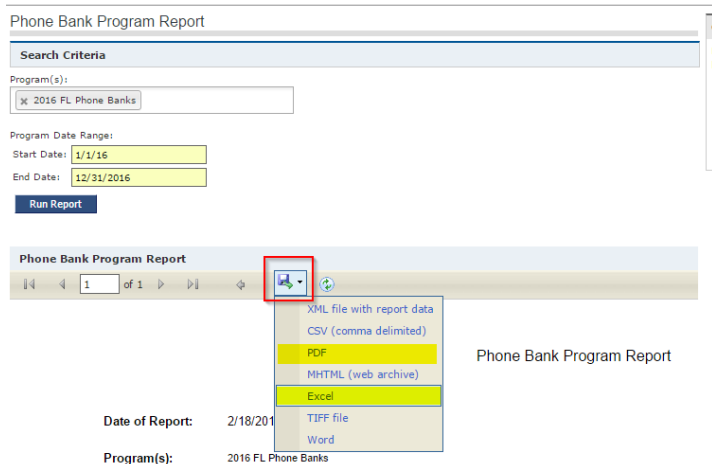 Phone Bank Program Report
Search Criteria
Program(s):
x 2016 FL Phone Banks
Program Date Range:
Start Date: 1/1/16
End Date: 12/31/2016
Run Report
Phone Bank Program Report
1 of 1
XML file with report data
CSV (comma delimited)
PDF
MHTML (web archive)
Excel
TIFF file
Word
Phone Bank Program Report
Date of Report: 2/18/201
Program(s): 2016 FL Phone Banks